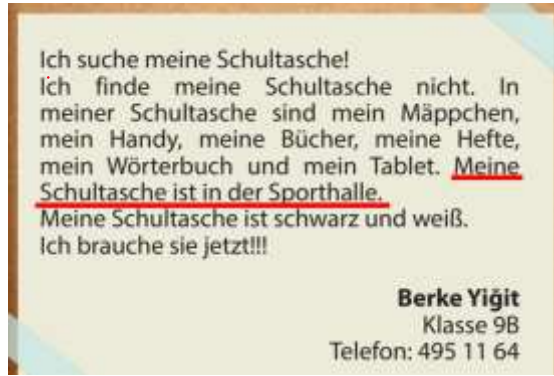 Ich suche meine Schultasche!
Ich finde meine Schultasche nicht. In
meiner Schultasche sind mein Mäppchen,
mein Handy, meine Bücher, meine Hefte,
mein Wörterbuch und mein Tablet. Meine
Schultasche ist in der Sporthalle.
Meine Schultasche ist schwarz und weiß.
Ich brauche sie jetzt!!!
Berke Yiğit
Klasse 9B
Telefon: 495 11 64